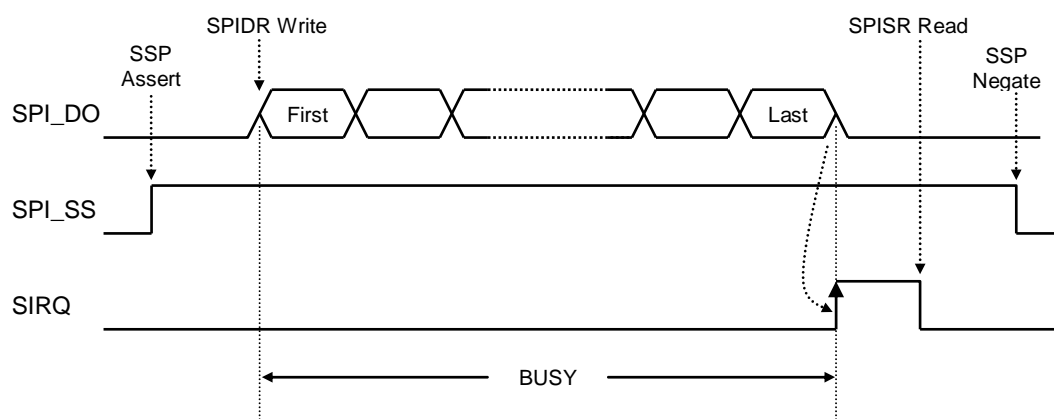 SPIDR Write
SPISR Read
SSP
Assert
SSP
Negate
SPI_DO
First
Last
SPI_SS
SIRQ
BUSY